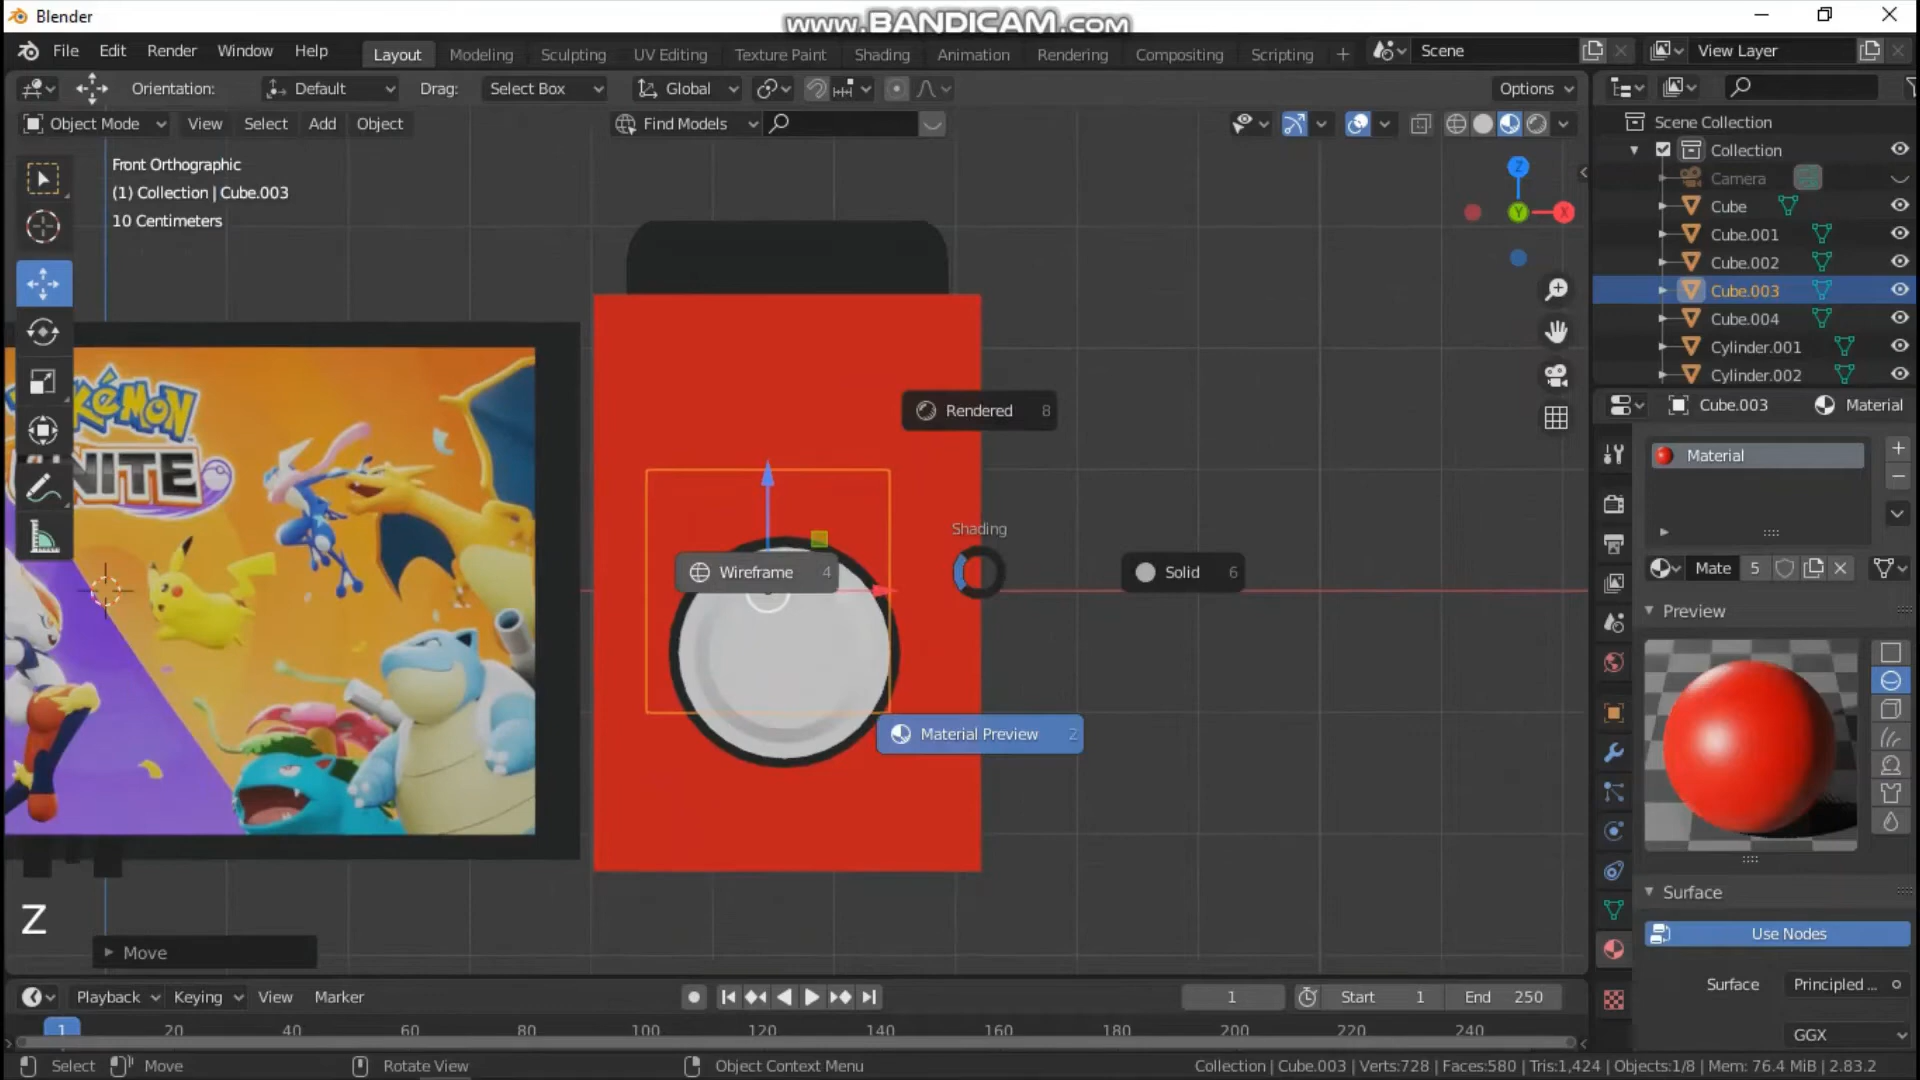 Blender
www.BANDICAM.com
File Edit Render Window Help
Layout Modeling Sculpting UV Editing Texture Paint Shading Animation Rendering Compositing Scripting +
Scene
View Layer
Orientation: Default Drag: Select Box Global Options
Object Mode View Select Add Object Find Models
Front Orthographic
(1) Collection | Cube.003
10 Centimeters
Z
X
Y
Scene Collection
Collection
Camera
Cube
Cube.001
Cube.002
Cube.003
Cube.004
Cylinder.001
Cylinder.002
Cube.003 Material
Material
Mate 5
Preview
Surface
Use Nodes
Surface Principled ...
GGX
Rendered 8
Shading
Wireframe 4
Solid 6
Material Preview Z
Z
Move
Playback Keying View Marker
1 Start 1 End 250
1 20 40 60 80 100 120 140 160 180 200 220 240
Select Move Rotate View Object Context Menu
Collection | Cube.003 | Verts:728 | Faces:580 | Tris:1,424 | Objects:1/8 | Mem: 76.4 MiB | 2.83.2